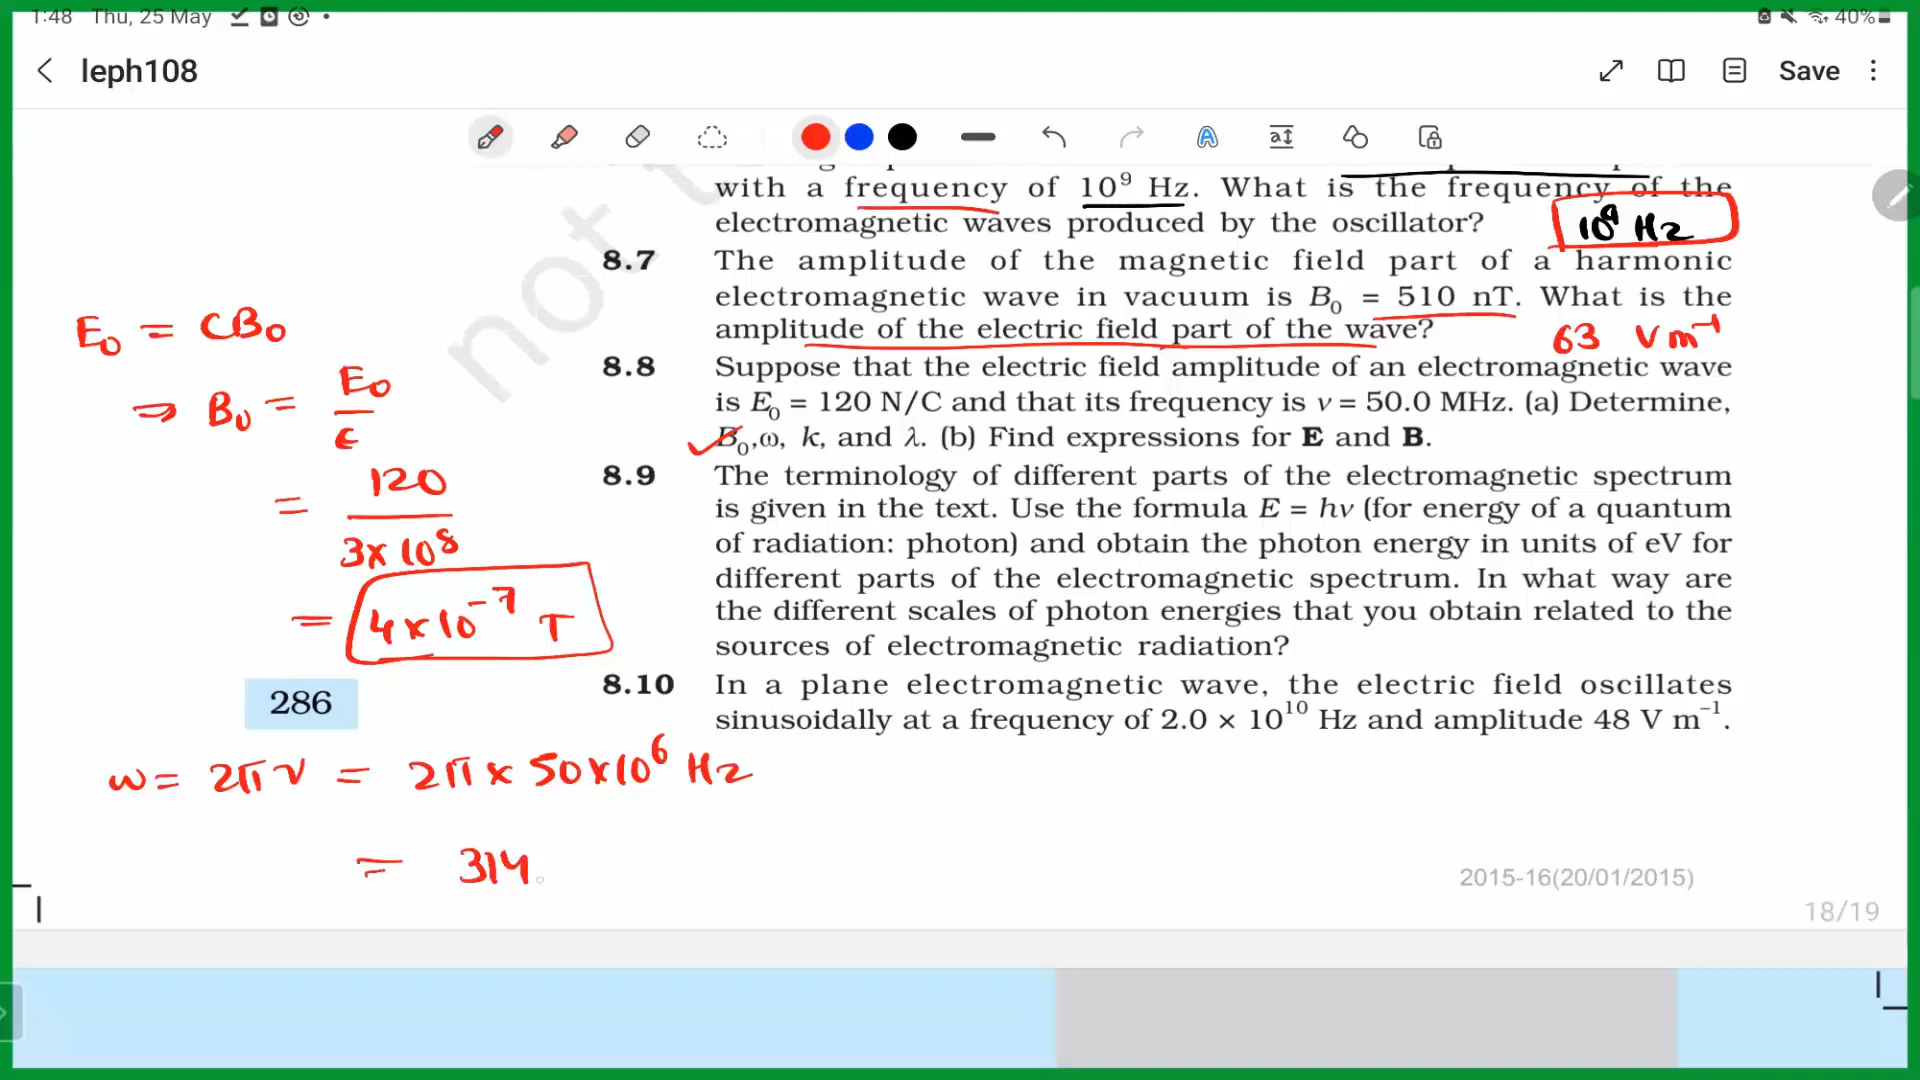 1:48 Thu, 25 May
40%
leph108
Save
not t
with a frequency of 10⁹ Hz. What is the frequency of the
electromagnetic waves produced by the oscillator?
10⁹ Hz
8.7 The amplitude of the magnetic field part of a harmonic
electromagnetic wave in vacuum is B₀ = 510 nT. What is the
amplitude of the electric field part of the wave?
63 V m⁻¹
8.8 Suppose that the electric field amplitude of an electromagnetic wave
is E₀ = 120 N/C and that its frequency is ν = 50.0 MHz. (a) Determine,
B₀,ω, k, and λ. (b) Find expressions for E and B.
8.9 The terminology of different parts of the electromagnetic spectrum
is given in the text. Use the formula E = hν (for energy of a quantum
of radiation: photon) and obtain the photon energy in units of eV for
different parts of the electromagnetic spectrum. In what way are
the different scales of photon energies that you obtain related to the
sources of electromagnetic radiation?
8.10 In a plane electromagnetic wave, the electric field oscillates
sinusoidally at a frequency of 2.0 × 10¹⁰ Hz and amplitude 48 V m⁻¹.
E₀ = CB₀
⇒ B₀ = E₀/c
= 120/3×10⁸
= 4×10⁻⁷ T
286
ω = 2πν = 2π × 50×10⁶ Hz
= 314
2015-16(20/01/2015)
18/19